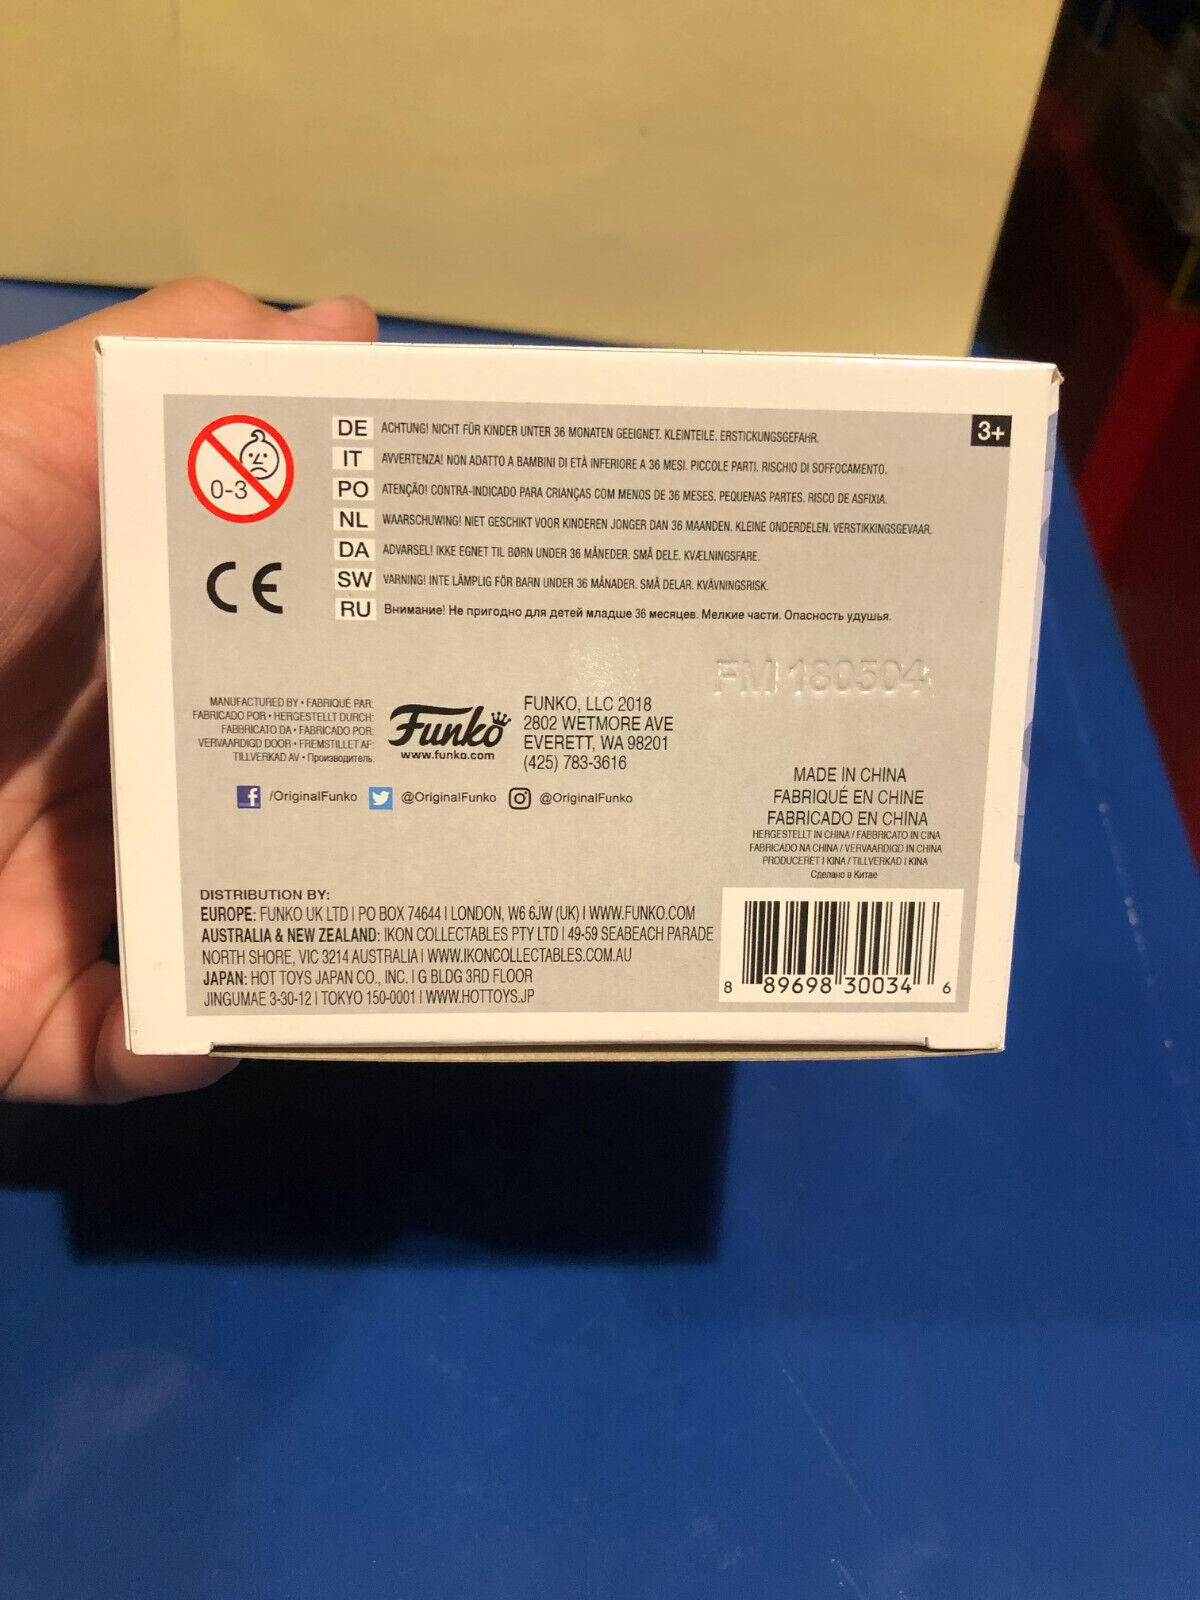 0-3
DE ACHTUNG! NICHT FÜR KINDER UNTER 36 MONATEN GEEIGNET. KLEINTEILE. ERSTICKUNGSGEFAHR.
3+
IT AVVERTENZA! NON ADATTO A BAMBINI DI ETÀ INFERIORE A 36 MESI. PICCOLE PARTI. RISCHIO DI SOFFOCAMENTO.
PO ATENÇÃO! CONTRA-INDICADO PARA CRIANÇAS COM MENOS DE 36 MESES. PEQUENAS PARTES. RISCO DE ASFIXIA.
NL WAARSCHUWING! NIET GESCHIKT VOOR KINDEREN JONGER DAN 36 MAANDEN. KLEINE ONDERDELEN. VERSTIKKINGSGEVAAR.
DA ADVARSEL! IKKE EGNET TIL BØRN UNDER 36 MÅNEDER. SMÅ DELE. KVÆLNINGSFARE.
SW VARNING! INTE LÄMPLIG FÖR BARN UNDER 36 MÅNADER. SMÅ DELAR. KVÄVNINGSRISK.
RU Внимание! Не пригодно для детей младше 36 месяцев. Мелкие части. Опасность удушья.
CE
FM 180504
MANUFACTURED BY • FABRIQUÉ PAR:
FABRICADO POR • HERGESTELLT DURCH:
FABBRICATO DA • FABRICADO POR:
VERVAARDIGD DOOR • FREMSTILLET AF:
TILLVERKAD AV • Производитель:
Funko
www.funko.com
FUNKO, LLC 2018
2802 WETMORE AVE
EVERETT, WA 98201
(425) 783-3616
f /OriginalFunko @OriginalFunko @OriginalFunko
MADE IN CHINA
FABRIQUÉ EN CHINE
FABRICADO EN CHINA
HERGESTELLT IN CHINA / FABBRICATO IN CINA
FABRICADO NA CHINA / VERVAARDIGD IN CHINA
PRODUCERET I KINA / TILLVERKAD I KINA
Сделано в Китае
DISTRIBUTION BY:
EUROPE: FUNKO UK LTD I PO BOX 74644 I LONDON, W6 6JW (UK) I WWW.FUNKO.COM
AUSTRALIA & NEW ZEALAND: IKON COLLECTABLES PTY LTD I 49-59 SEABEACH PARADE
NORTH SHORE, VIC 3214 AUSTRALIA I WWW.IKONCOLLECTABLES.COM.AU
JAPAN: HOT TOYS JAPAN CO., INC. I G BLDG 3RD FLOOR
JINGUMAE 3-30-12 I TOKYO 150-0001 I WWW.HOTTOYS.JP
8 89698 30034 6